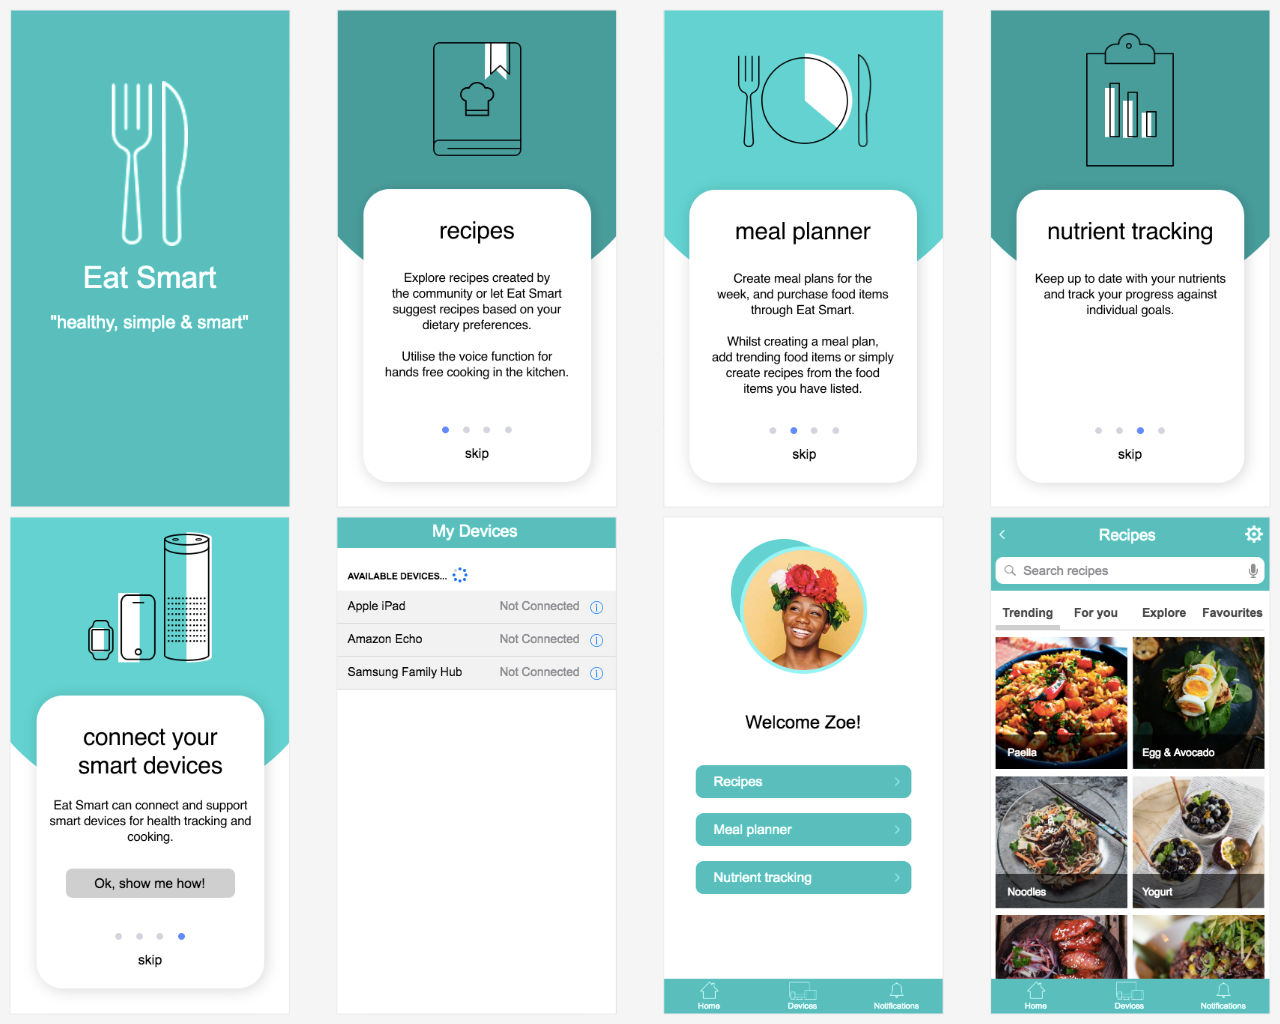 Eat Smart
"healthy, simple & smart"
recipes
Explore recipes created by
the community or let Eat Smart
suggest recipes based on your
dietary preferences.
Utilise the voice function for
hands free cooking in the kitchen.
skip
meal planner
Create meal plans for the
week, and purchase food items
through Eat Smart.
Whilst creating a meal plan,
add trending food items or simply
create recipes from the food
items you have listed.
skip
nutrient tracking
Keep up to date with your nutrients
and track your progress against
individual goals.
skip
connect your
smart devices
Eat Smart can connect and support
smart devices for health tracking and
cooking.
Ok, show me how!
skip
My Devices
AVAILABLE DEVICES...
Apple iPad Not Connected
Amazon Echo Not Connected
Samsung Family Hub Not Connected
Welcome Zoe!
Recipes
Meal planner
Nutrient tracking
Home Devices Notifications
Recipes
Search recipes
Trending For you Explore Favourites
Paella Egg & Avocado
Noodles Yogurt
Home Devices Notifications